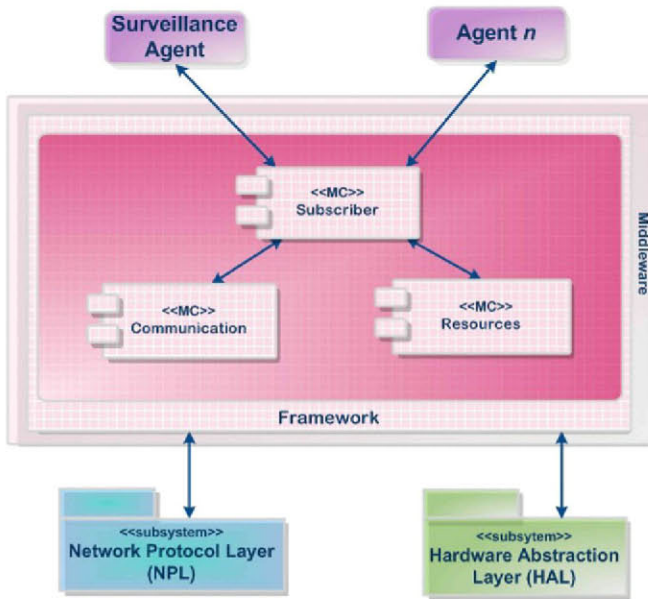 Surveillance
Agent
Agent n
<<MC>>
Subscriber
<<MC>>
Communication
<<MC>>
Resources
Middleware
Framework
<<subsystem>>
Network Protocol Layer
(NPL)
<<subsytem>>
Hardware Abstraction
Layer (HAL)